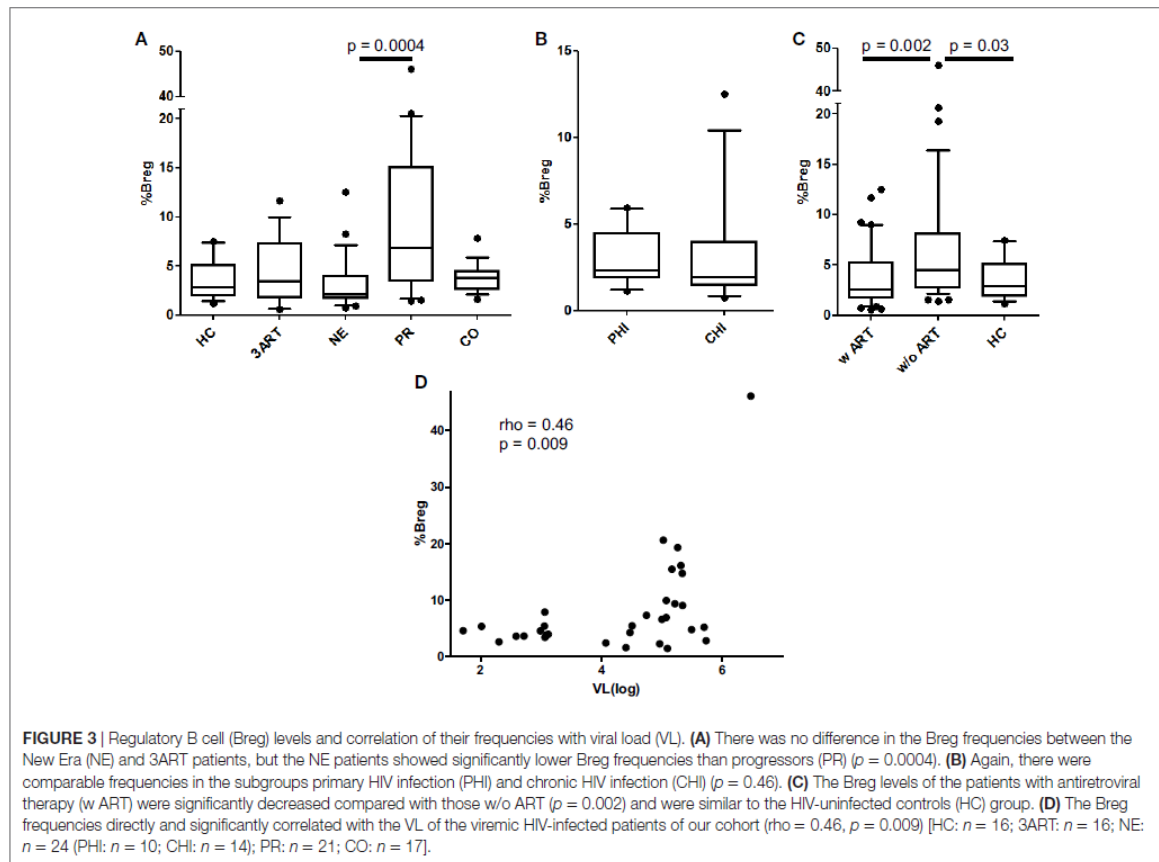 A
p = 0.0004
50
40
20
15
10
5
0
%Breg
HC
3ART
NE
PR
CO
B
15
10
5
0
%Breg
PHI
CHI
C
p = 0.002
p = 0.03
50
40
20
15
10
5
0
%Breg
w ART
w/o ART
HC
D
rho = 0.46
p = 0.009
40
30
20
10
0
%Breg
2
4
6
VL(log)
FIGURE 3 | Regulatory B cell (Breg) levels and correlation of their frequencies with viral load (VL). (A) There was no difference in the Breg frequencies between the
New Era (NE) and 3ART patients, but the NE patients showed significantly lower Breg frequencies than progressors (PR) (p = 0.0004). (B) Again, there were
comparable frequencies in the subgroups primary HIV infection (PHI) and chronic HIV infection (CHI) (p = 0.46). (C) The Breg levels of the patients with antiretroviral
therapy (w ART) were significantly decreased compared with those w/o ART (p = 0.002) and were similar to the HIV-uninfected controls (HC) group. (D) The Breg
frequencies directly and significantly correlated with the VL of the viremic HIV-infected patients of our cohort (rho = 0.46, p = 0.009) [HC: n = 16; 3ART: n = 16; NE:
n = 24 (PHI: n = 10; CHI: n = 14); PR: n = 21; CO: n = 17].